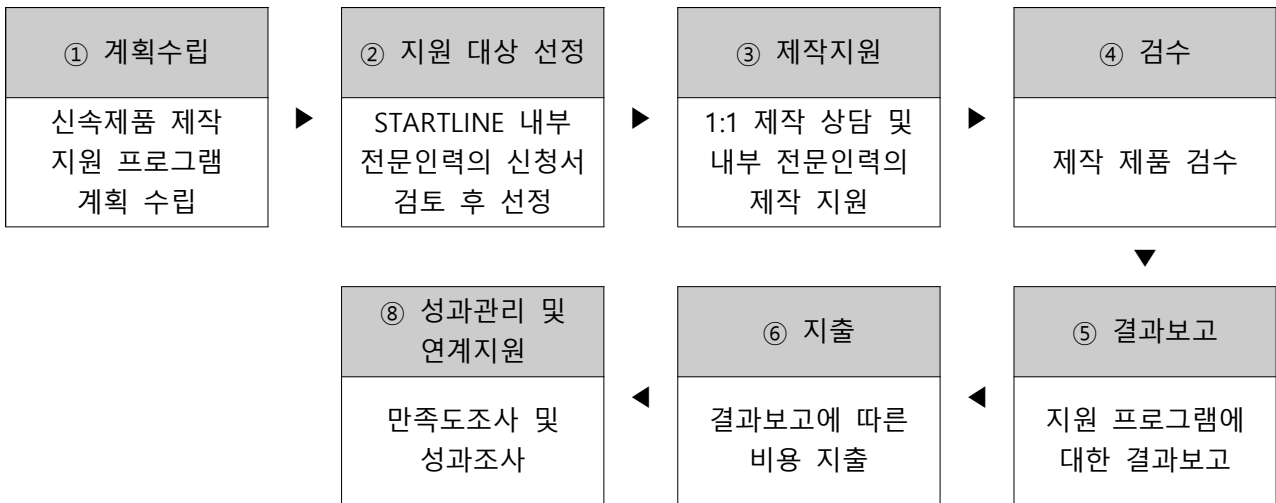 ① 계획수립
신속제품 제작
지원 프로그램
계획 수립
▶
② 지원 대상 선정
STARTLINE 내부
전문인력의 신청서
검토 후 선정
▶
③ 제작지원
1:1 제작 상담 및
내부 전문인력의
제작 지원
▶
④ 검수
제작 제품 검수
▼
⑤ 결과보고
지원 프로그램에
대한 결과보고
◀
⑥ 지출
결과보고에 따른
비용 지출
◀
⑧ 성과관리 및
연계지원
만족도조사 및
성과조사